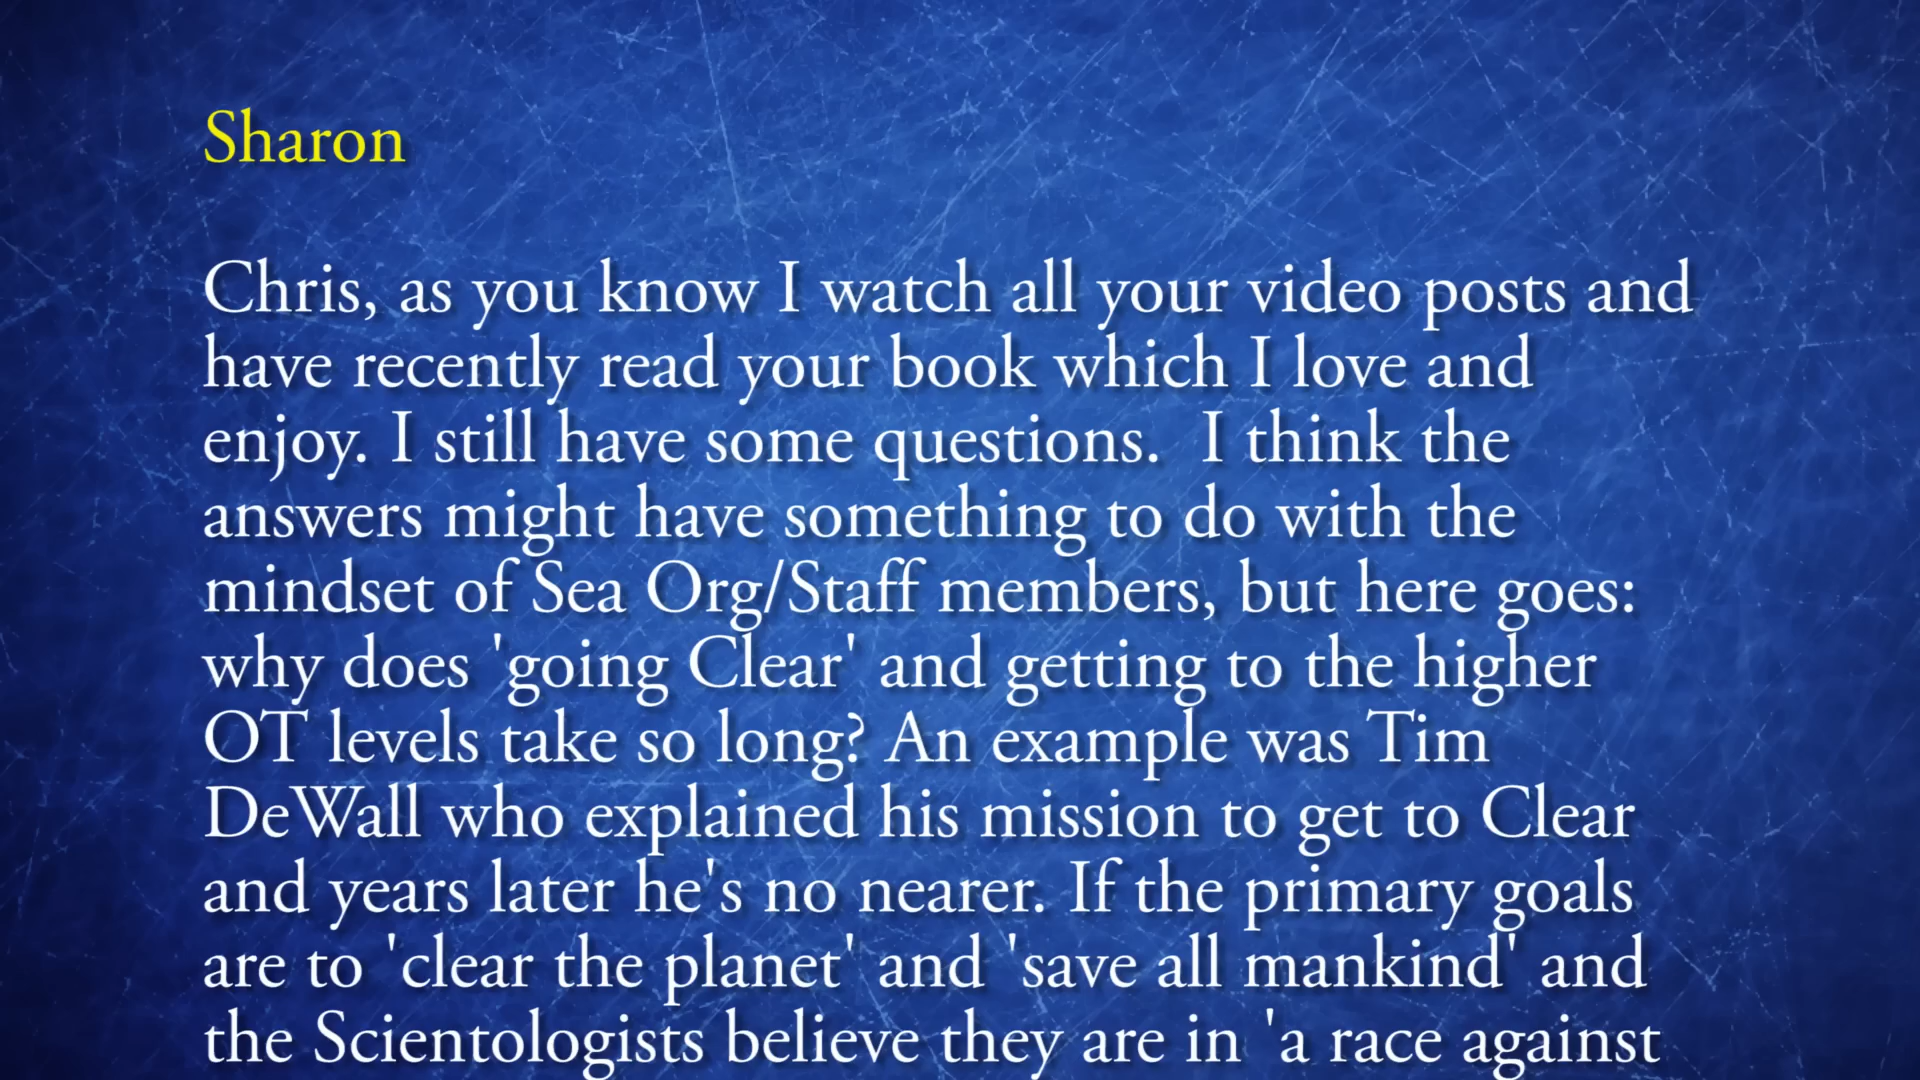 Sharon
Chris, as you know I watch all your video posts and
have recently read your book which I love and
enjoy. I still have some questions.  I think the
answers might have something to do with the
mindset of Sea Org/Staff members, but here goes:
why does 'going Clear' and getting to the higher
OT levels take so long? An example was Tim
DeWall who explained his mission to get to Clear
and years later he's no nearer. If the primary goals
are to 'clear the planet' and 'save all mankind' and
the Scientologists believe they are in 'a race against